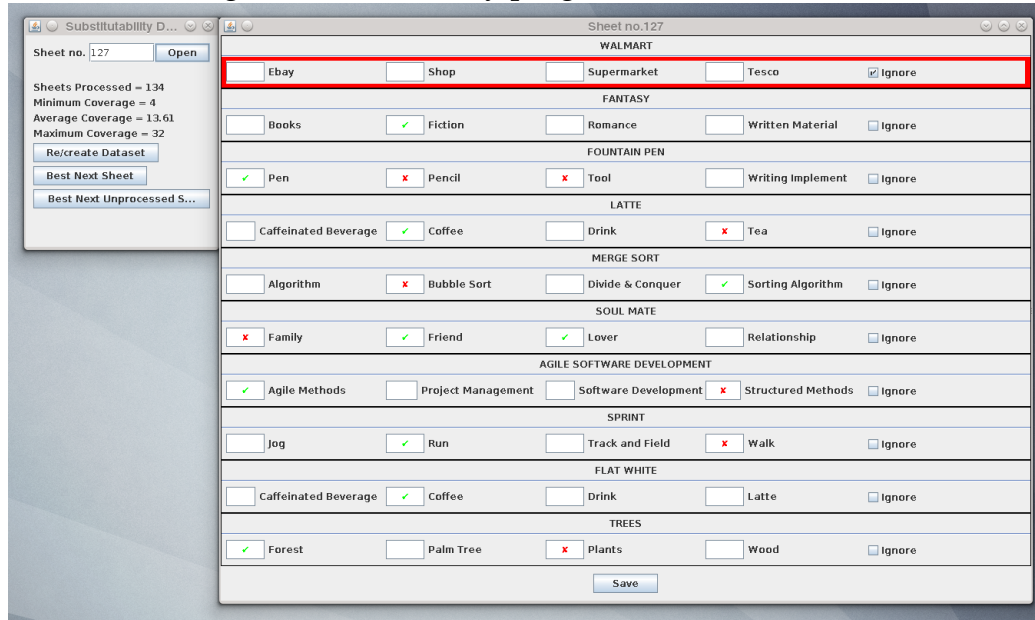 Substitutability D...
Sheet no. 127 Open
Sheets Processed = 134
Minimum Coverage = 4
Average Coverage = 13.61
Maximum Coverage = 32
Re/create Dataset
Best Next Sheet
Best Next Unprocessed S...
Sheet no.127
WALMART
Ebay Shop Supermarket Tesco Ignore
FANTASY
Books Fiction Romance Written Material Ignore
FOUNTAIN PEN
Pen Pencil Tool Writing Implement Ignore
LATTE
Caffeinated Beverage Coffee Drink Tea Ignore
MERGE SORT
Algorithm Bubble Sort Divide & Conquer Sorting Algorithm Ignore
SOUL MATE
Family Friend Lover Relationship Ignore
AGILE SOFTWARE DEVELOPMENT
Agile Methods Project Management Software Development Structured Methods Ignore
SPRINT
Jog Run Track and Field Walk Ignore
FLAT WHITE
Caffeinated Beverage Coffee Drink Latte Ignore
TREES
Forest Palm Tree Plants Wood Ignore
Save